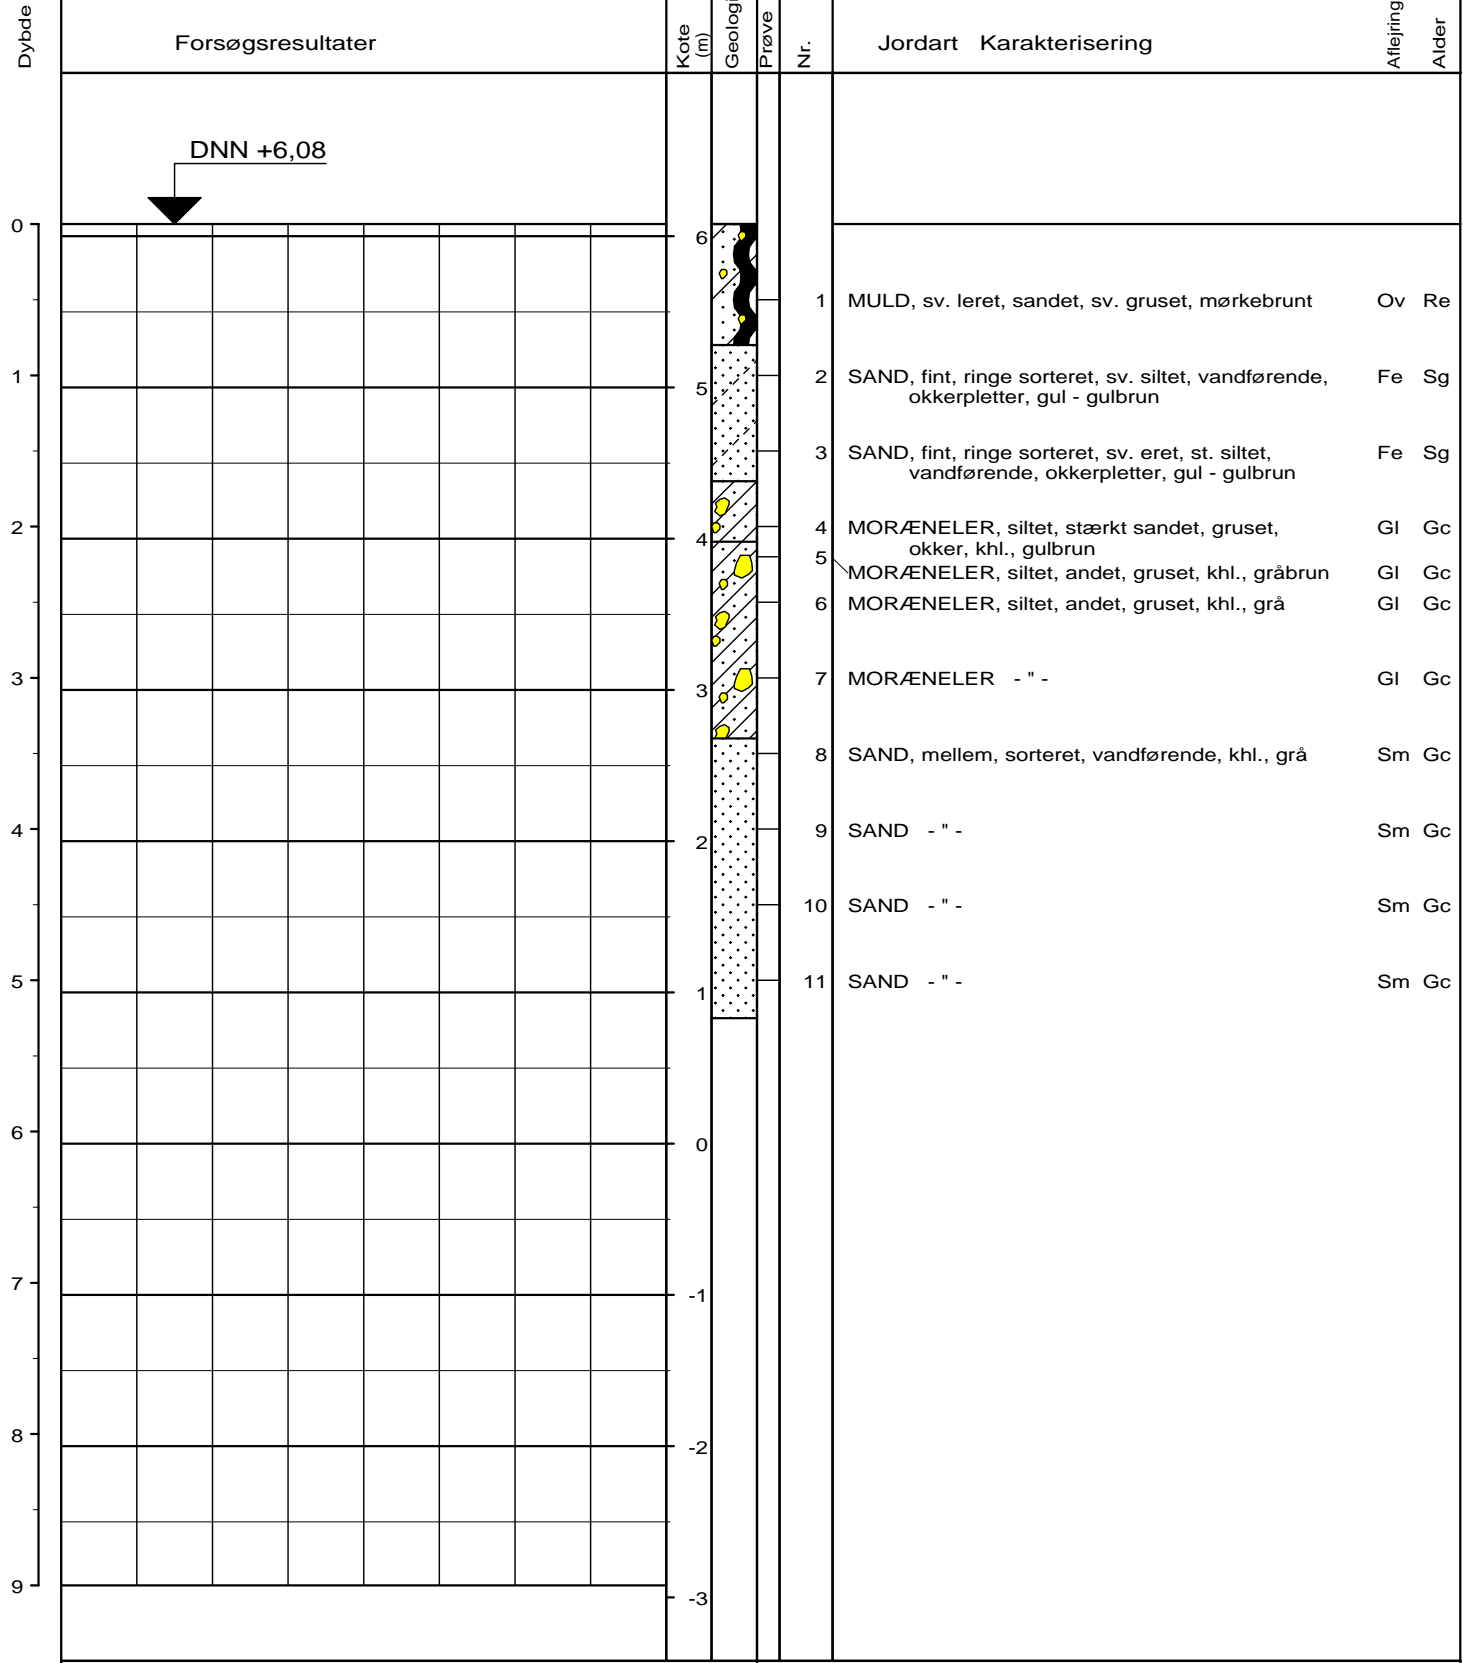 Dybde
Forsøgsresultater
Kote
(m)
Geologi
Prøve
Nr.
Jordart Karakterisering
Aflejring
Alder
DNN +6,08
0
6
1 MULD, sv. leret, sandet, sv. gruset, mørkebrunt Ov Re
1
5
2 SAND, fint, ringe sorteret, sv. siltet, vandførende, Fe Sg
okkerpletter, gul - gulbrun
3 SAND, fint, ringe sorteret, sv. eret, st. siltet, Fe Sg
vandførende, okkerpletter, gul - gulbrun
2
4
4 MORÆNELER, siltet, stærkt sandet, gruset, Gl Gc
okker, khl., gulbrun
5
MORÆNELER, siltet, andet, gruset, khl., gråbrun Gl Gc
6 MORÆNELER, siltet, andet, gruset, khl., grå Gl Gc
3
3
7 MORÆNELER - " - Gl Gc
8 SAND, mellem, sorteret, vandførende, khl., grå Sm Gc
4
2
9 SAND - " - Sm Gc
10 SAND - " - Sm Gc
5
1
11 SAND - " - Sm Gc
6
0
7
-1
8
-2
9
-3